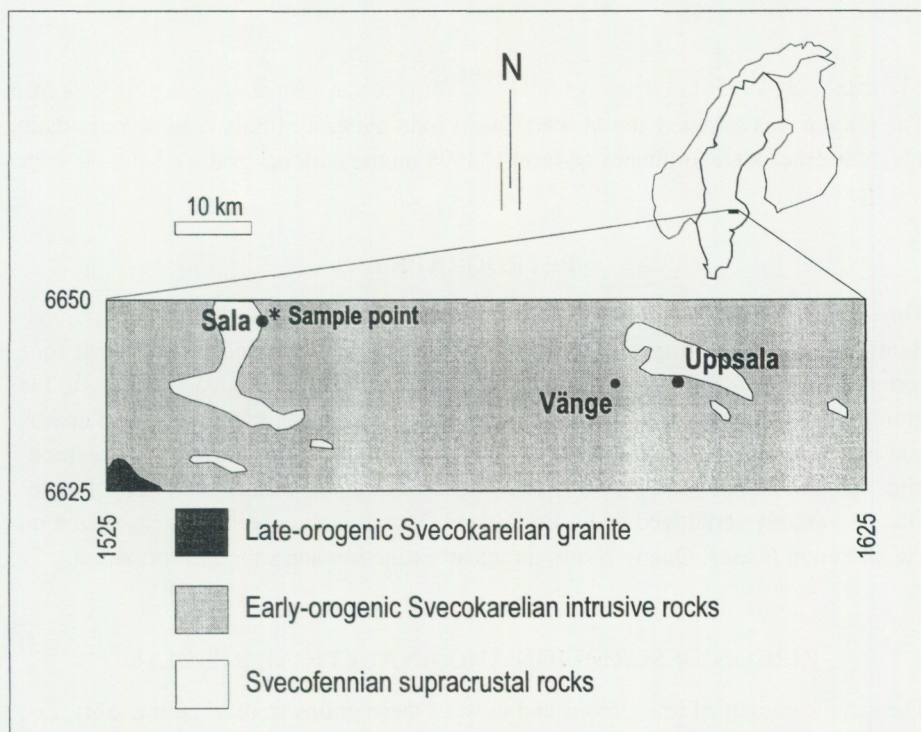 N
10 km
6650
Sala * Sample point
Uppsala
Vänge
6625
1525
1625
Late-orogenic Svecokarelian granite
Early-orogenic Svecokarelian intrusive rocks
Svecofennian supracrustal rocks